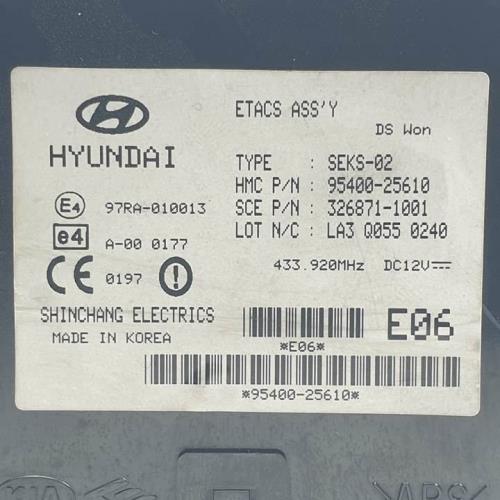 ETACS ASS'Y
DS Won
HYUNDAI
TYPE : SEKS-02
HMC P/N : 95400-25610
SCE P/N : 326871-1001
LOT N/C : LA3 Q055 0240
E4 97RA-010013
e4 A-00 0177
CE 0197
433.920MHz DC12V
SHINCHANG ELECTRICS
MADE IN KOREA
*E06*
E06
*95400-25610*